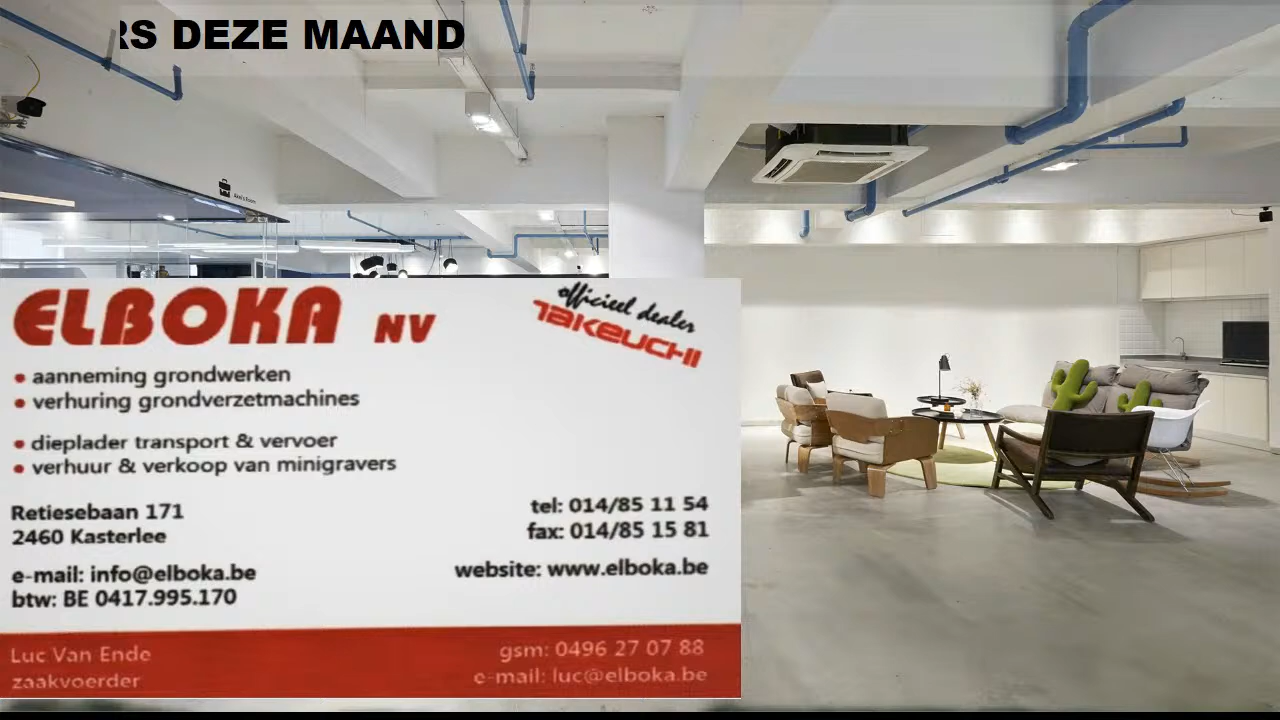 RS DEZE MAAND
ELBOKA NV
officieel dealer
TAKEUCHI
• aanneming grondwerken
• verhuring grondverzetmachines
• dieplader transport & vervoer
• verhuur & verkoop van minigravers
Retiesebaan 171
2460 Kasterlee
tel: 014/85 11 54
fax: 014/85 15 81
e-mail: info@elboka.be
btw: BE 0417.995.170
website: www.elboka.be
Luc Van Ende
zaakvoerder
gsm: 0496 27 07 88
e-mail: luc@elboka.be